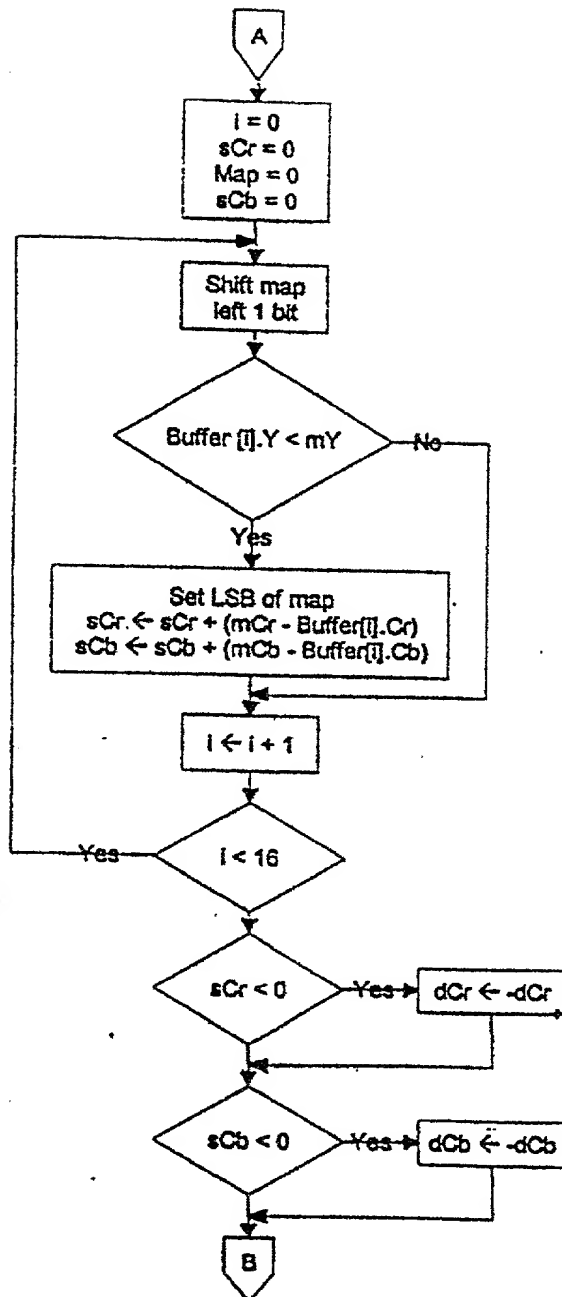 A
i = 0
sCr = 0
Map = 0
sCb = 0
Shift map
left 1 bit
Buffer [i].Y < mY
No
Yes
Set LSB of map
sCr ← sCr + (mCr - Buffer[i].Cr)
sCb ← sCb + (mCb - Buffer[i].Cb)
i ← i + 1
Yes
i < 16
sCr < 0
Yes
dCr ← -dCr
sCb < 0
Yes
dCb ← -dCb
B